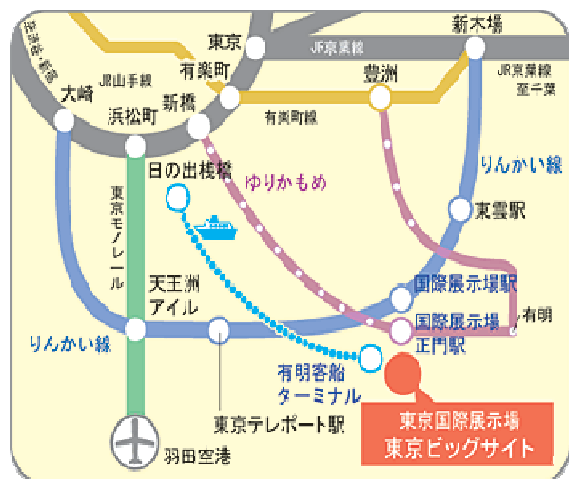 新木場
東京
JR京葉線
有楽町
豊洲
JR京葉線
至千葉
JR山手線
大崎
新橋
浜松町
有楽町線
日の出桟橋
ゆりかもめ
りんかい線
東京モノレール
東雲駅
天王洲
アイル
国際展示場駅
有明
国際展示場
正門駅
りんかい線
有明客船
ターミナル
東京テレポート駅
東京国際展示場
東京ビッグサイト
羽田空港